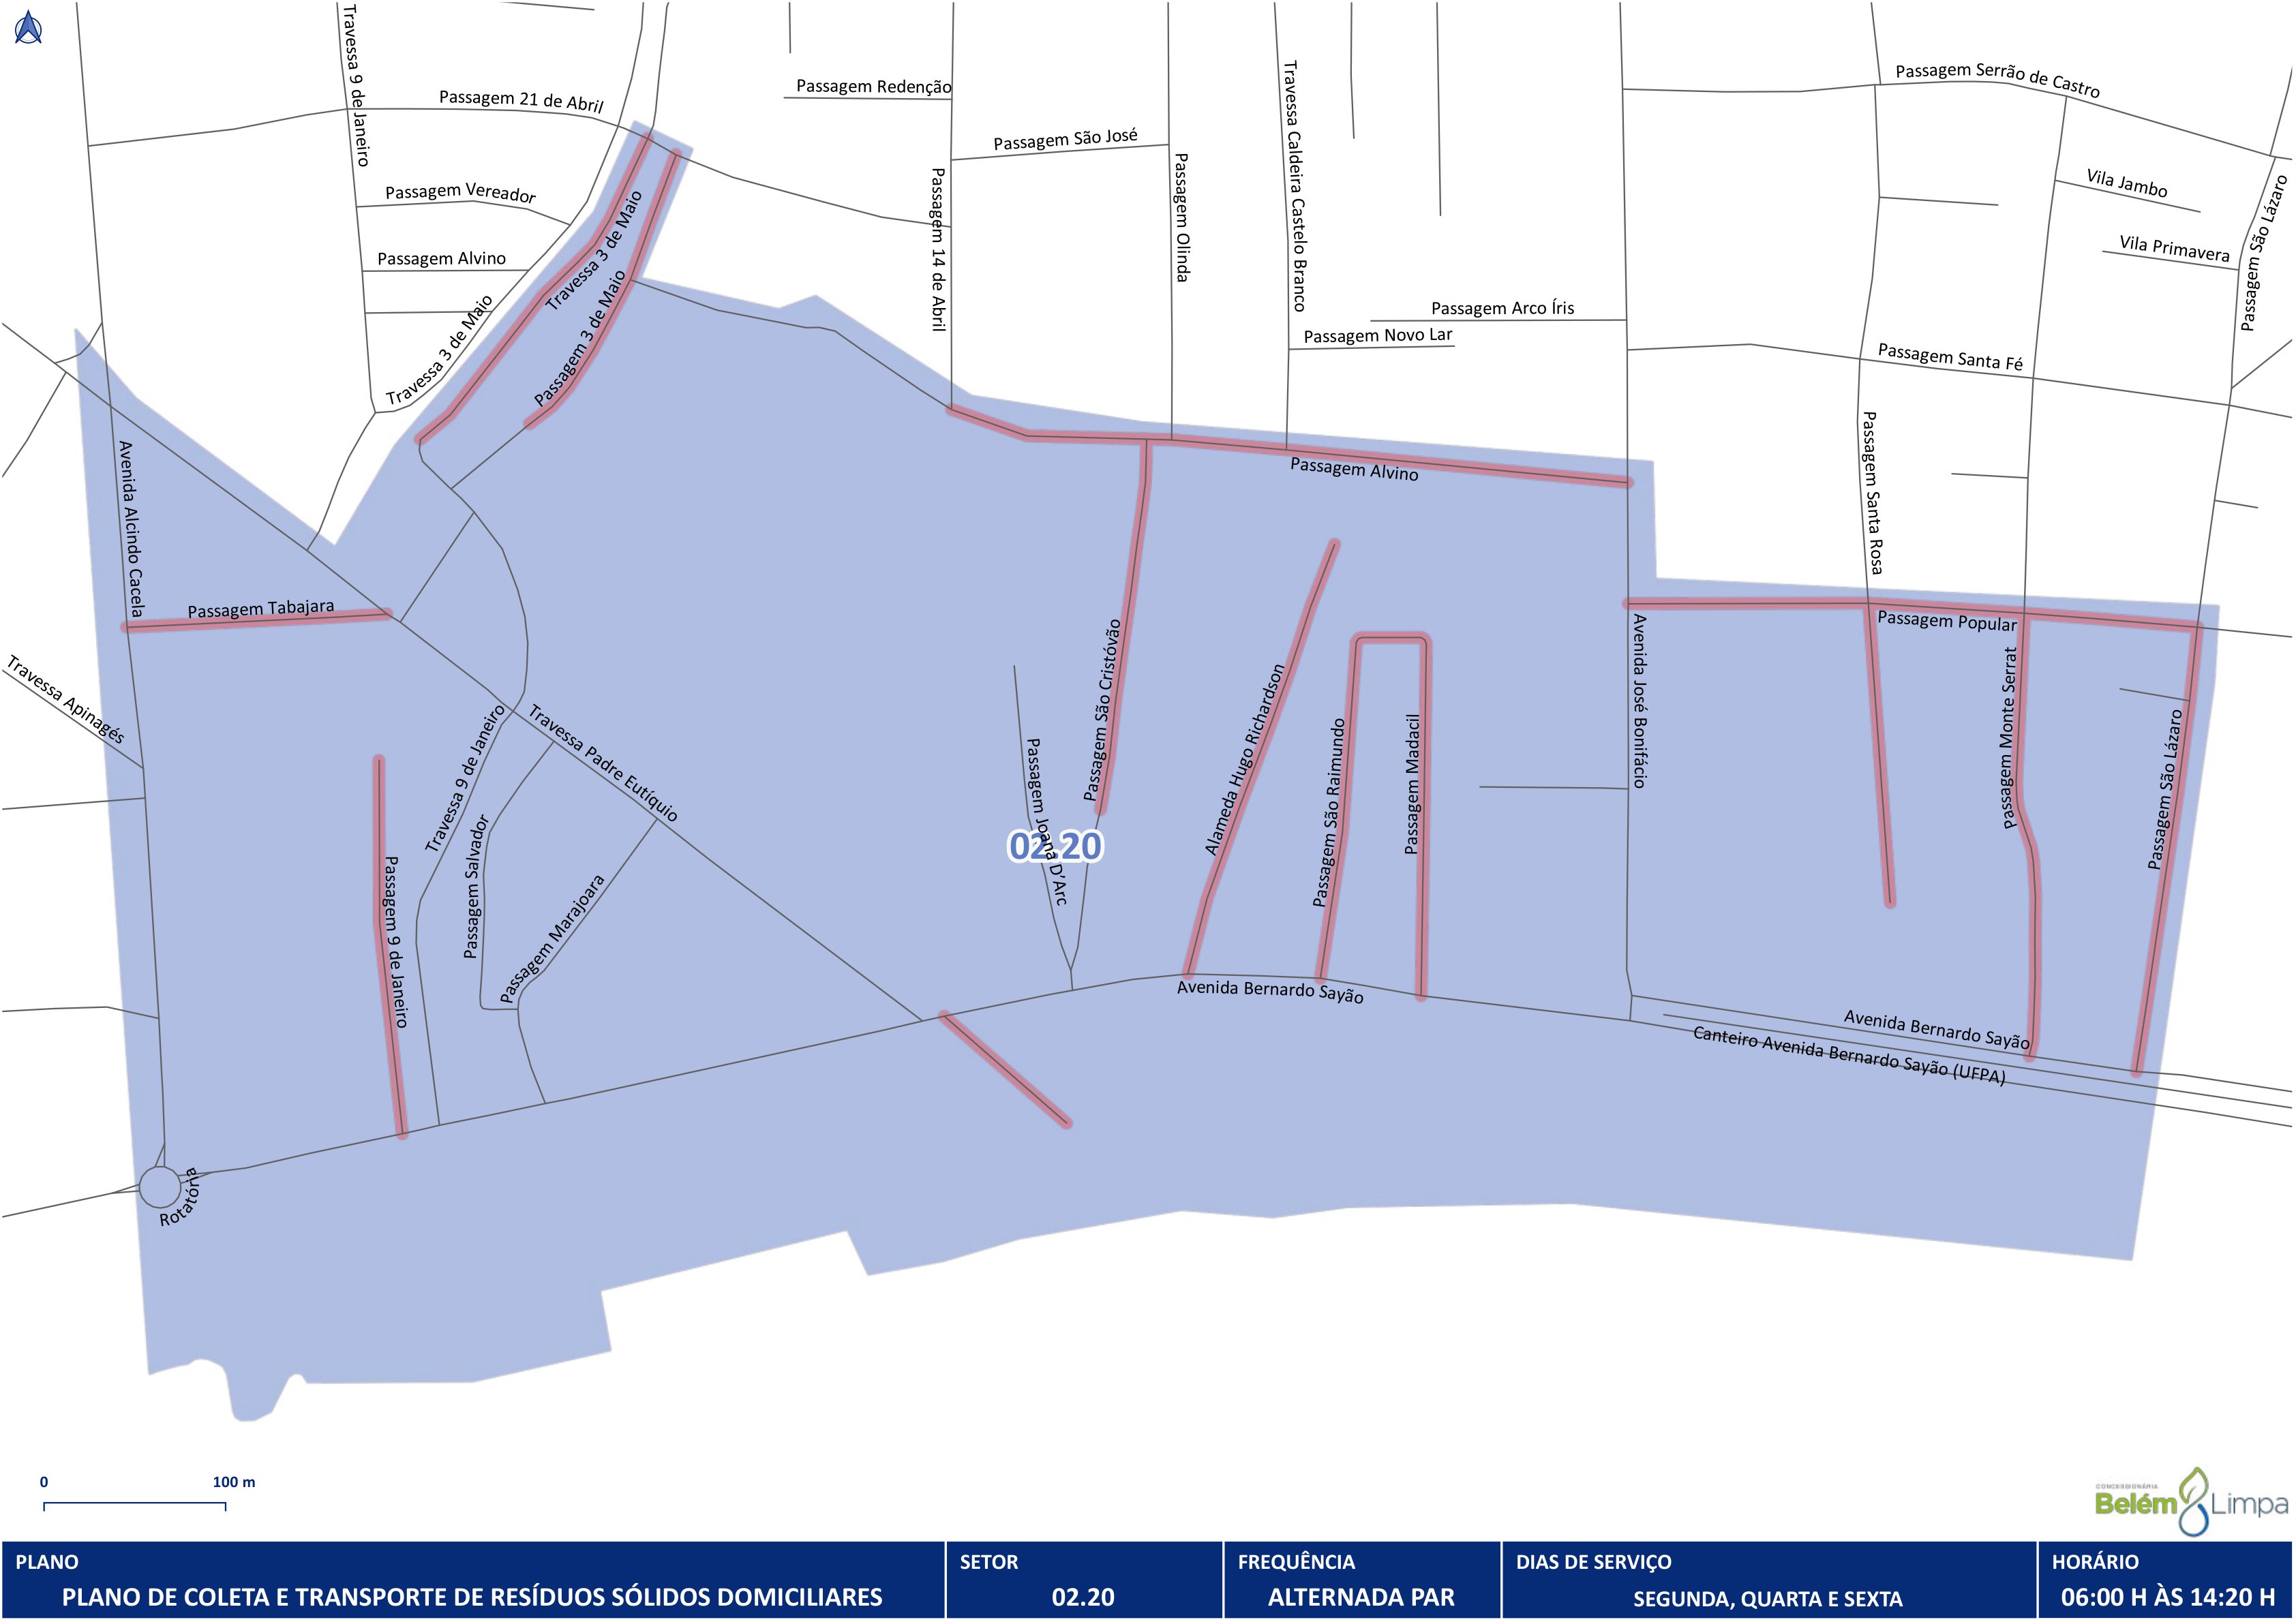 Travessa 9 de Janeiro
Passagem 21 de Abril
Passagem Redenção
Passagem Serrão de Castro
Passagem São José
Travessa Caldeira Castelo Branco
Passagem Vereador
Passagem 14 de Abril
Passagem Olinda
Vila Jambo
Vila Primavera
Passagem São Lázaro
Passagem Alvino
Travessa 3 de Maio
Travessa 3 de Maio
Passagem 3 de Maio
Passagem Arco Íris
Passagem Novo Lar
Passagem Santa Fé
Avenida Alcindo Cacela
Passagem Alvino
Passagem Santa Rosa
Passagem Tabajara
Passagem Popular
Travessa Apinagés
Travessa 9 de Janeiro
Travessa Padre Eutíquio
Passagem São Cristóvão
Alameda Hugo Richardson
Passagem São Raimundo
Passagem Madacil
Avenida José Bonifácio
Passagem Monte Serrat
Passagem São Lázaro
Passagem Joana D'Arc
02.20
Passagem 9 de Janeiro
Passagem Salvador
Passagem Marajoara
Avenida Bernardo Sayão
Avenida Bernardo Sayão
Canteiro Avenida Bernardo Sayão (UFPA)
Rotatória
0 100 m
CONCESSIONÁRIA
Belém Limpa
PLANO
PLANO DE COLETA E TRANSPORTE DE RESÍDUOS SÓLIDOS DOMICILIARES
SETOR
02.20
FREQUÊNCIA
ALTERNADA PAR
DIAS DE SERVIÇO
SEGUNDA, QUARTA E SEXTA
HORÁRIO
06:00 H ÀS 14:20 H